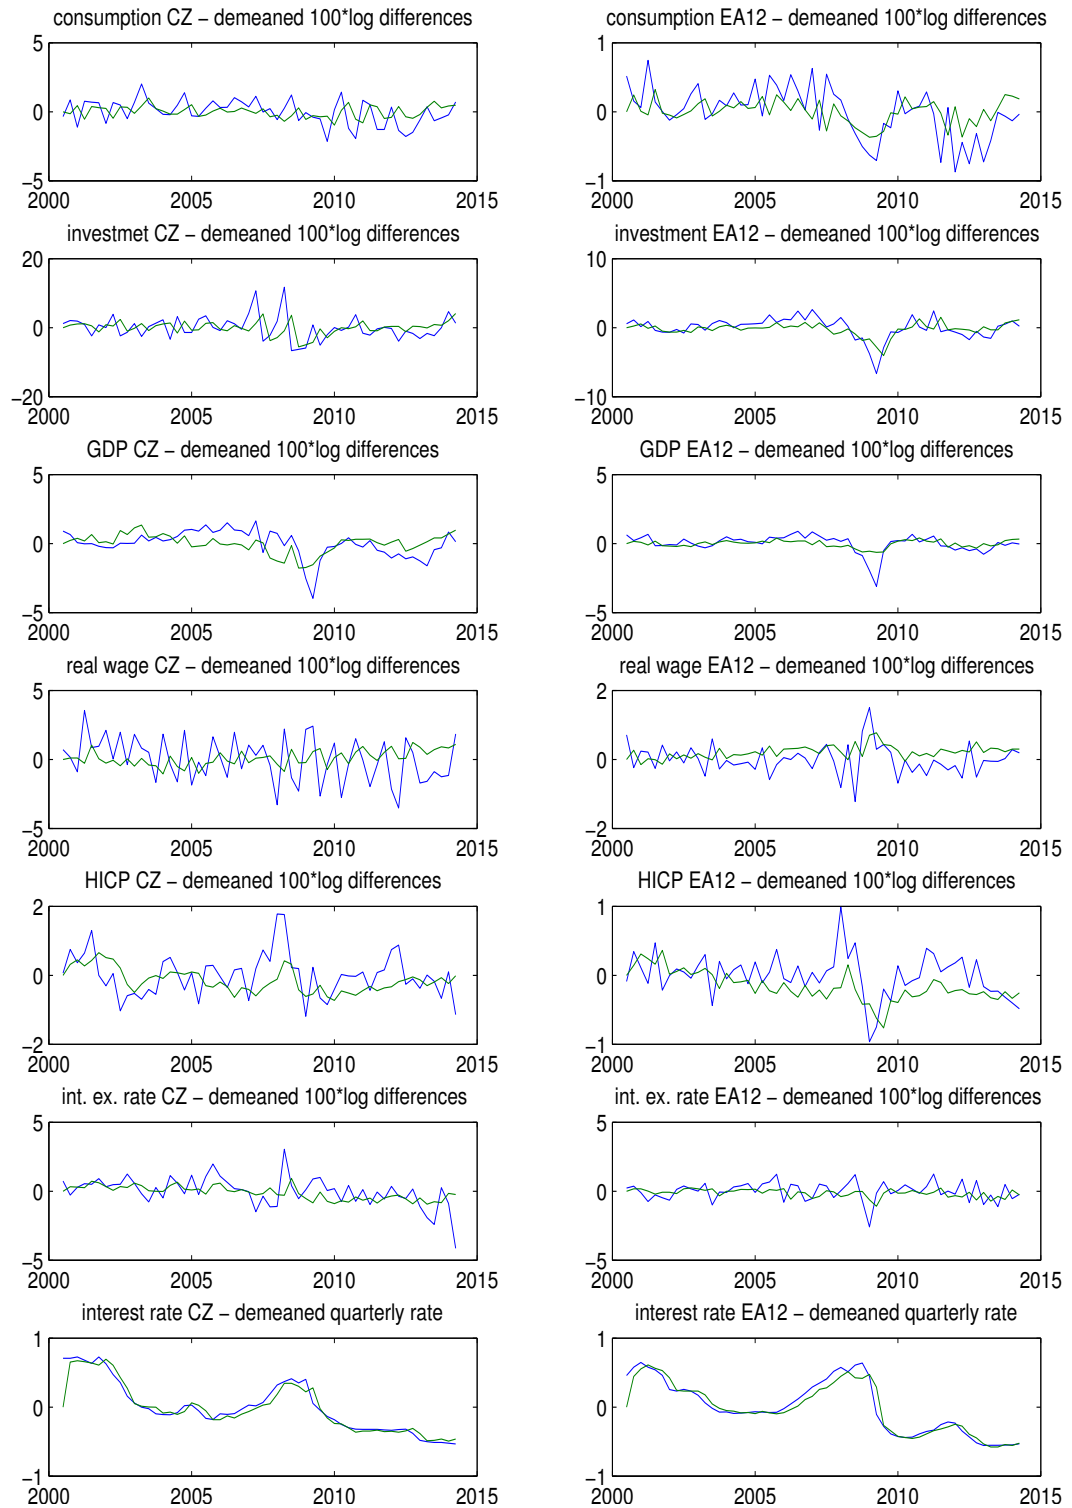 consumption CZ − demeaned 100*log differences
5
0
−5
2000 2005 2010 2015
consumption EA12 − demeaned 100*log differences
1
0
−1
2000 2005 2010 2015
investmet CZ − demeaned 100*log differences
20
0
−20
2000 2005 2010 2015
investment EA12 − demeaned 100*log differences
10
0
−10
2000 2005 2010 2015
GDP CZ − demeaned 100*log differences
5
0
−5
2000 2005 2010 2015
GDP EA12 − demeaned 100*log differences
5
0
−5
2000 2005 2010 2015
real wage CZ − demeaned 100*log differences
5
0
−5
2000 2005 2010 2015
real wage EA12 − demeaned 100*log differences
2
0
−2
2000 2005 2010 2015
HICP CZ − demeaned 100*log differences
2
0
−2
2000 2005 2010 2015
HICP EA12 − demeaned 100*log differences
1
0
−1
2000 2005 2010 2015
int. ex. rate CZ − demeaned 100*log differences
5
0
−5
2000 2005 2010 2015
int. ex. rate EA12 − demeaned 100*log differences
5
0
−5
2000 2005 2010 2015
interest rate CZ − demeaned quarterly rate
1
0
−1
2000 2005 2010 2015
interest rate EA12 − demeaned quarterly rate
1
0
−1
2000 2005 2010 2015